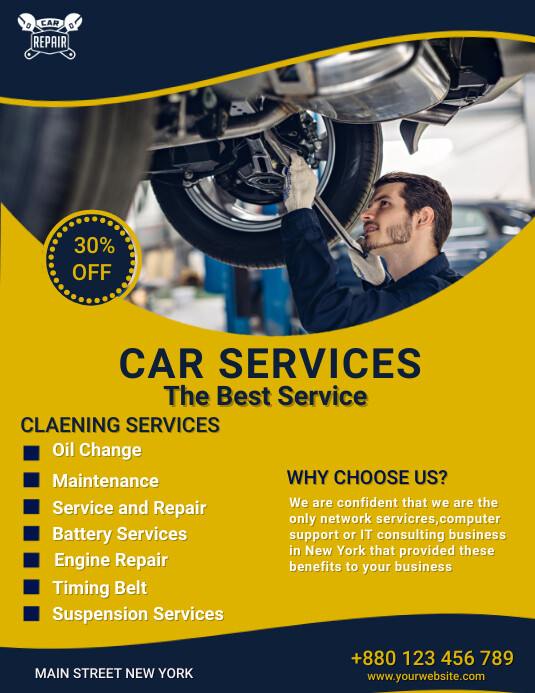 CAR
REPAIR
30%
OFF
CAR SERVICES
The Best Service
CLAENING SERVICES
Oil Change
Maintenance
Service and Repair
Battery Services
Engine Repair
Timing Belt
Suspension Services
WHY CHOOSE US?
We are confident that we are the
only network servicres,computer
support or IT consulting business
in New York that provided these
benefits to your business
MAIN STREET NEW YORK
+880 123 456 789
www.yourwebsite.com